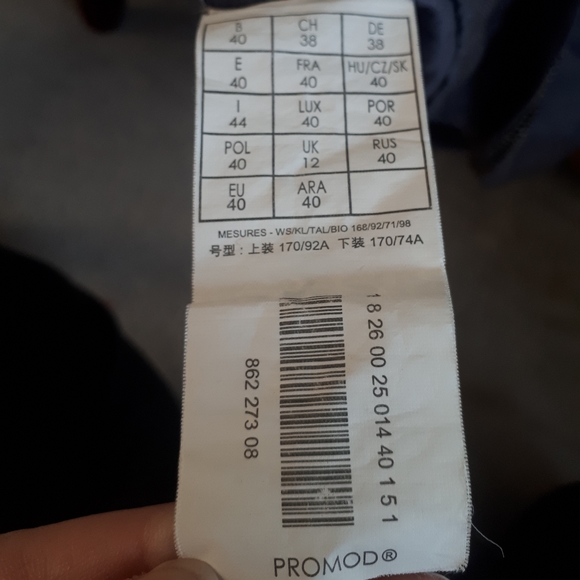 B CH DE
40 38 38
E FRA HU/CZ/SK
40 40 40
I LUX POR
44 40 40
POL UK RUS
40 12 40
EU ARA
40 40
MESURES - WS/KL/TAL/BIO 168/92/71/98
号型 : 上装 170/92A 下装 170/74A
1 8 26 00 25 014 40 1 5 1
862 273 08
PROMOD®